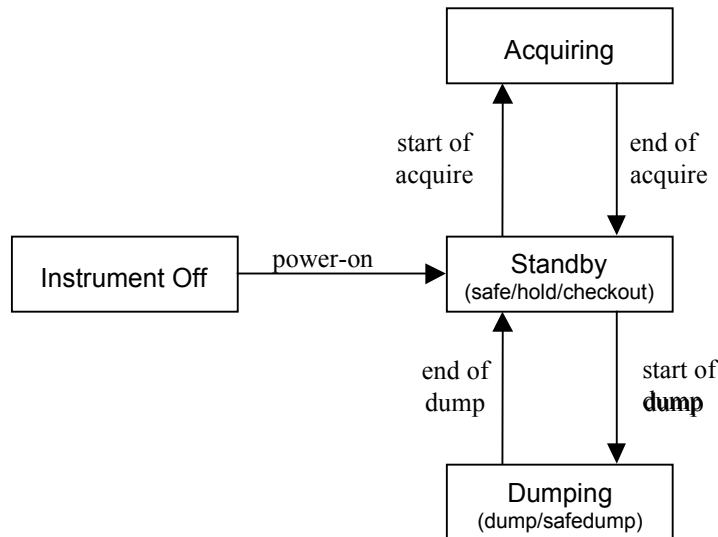 Acquiring
start of
acquire
end of
acquire
Instrument Off
power-on
Standby
(safe/hold/checkout)
end of
dump
start of
dump
Dumping
(dump/safedump)